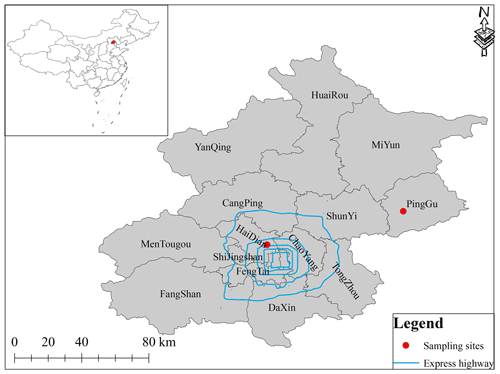 N
HuaiRou
YanQing
MiYun
PingGu
CangPing
ShunYi
HaiDian
MenTougou
ChaoYang
ShiJingshan
FengTai
TongZhou
FangShan
DaXin
Legend
Sampling sites
Express highway
0 20 40 80 km